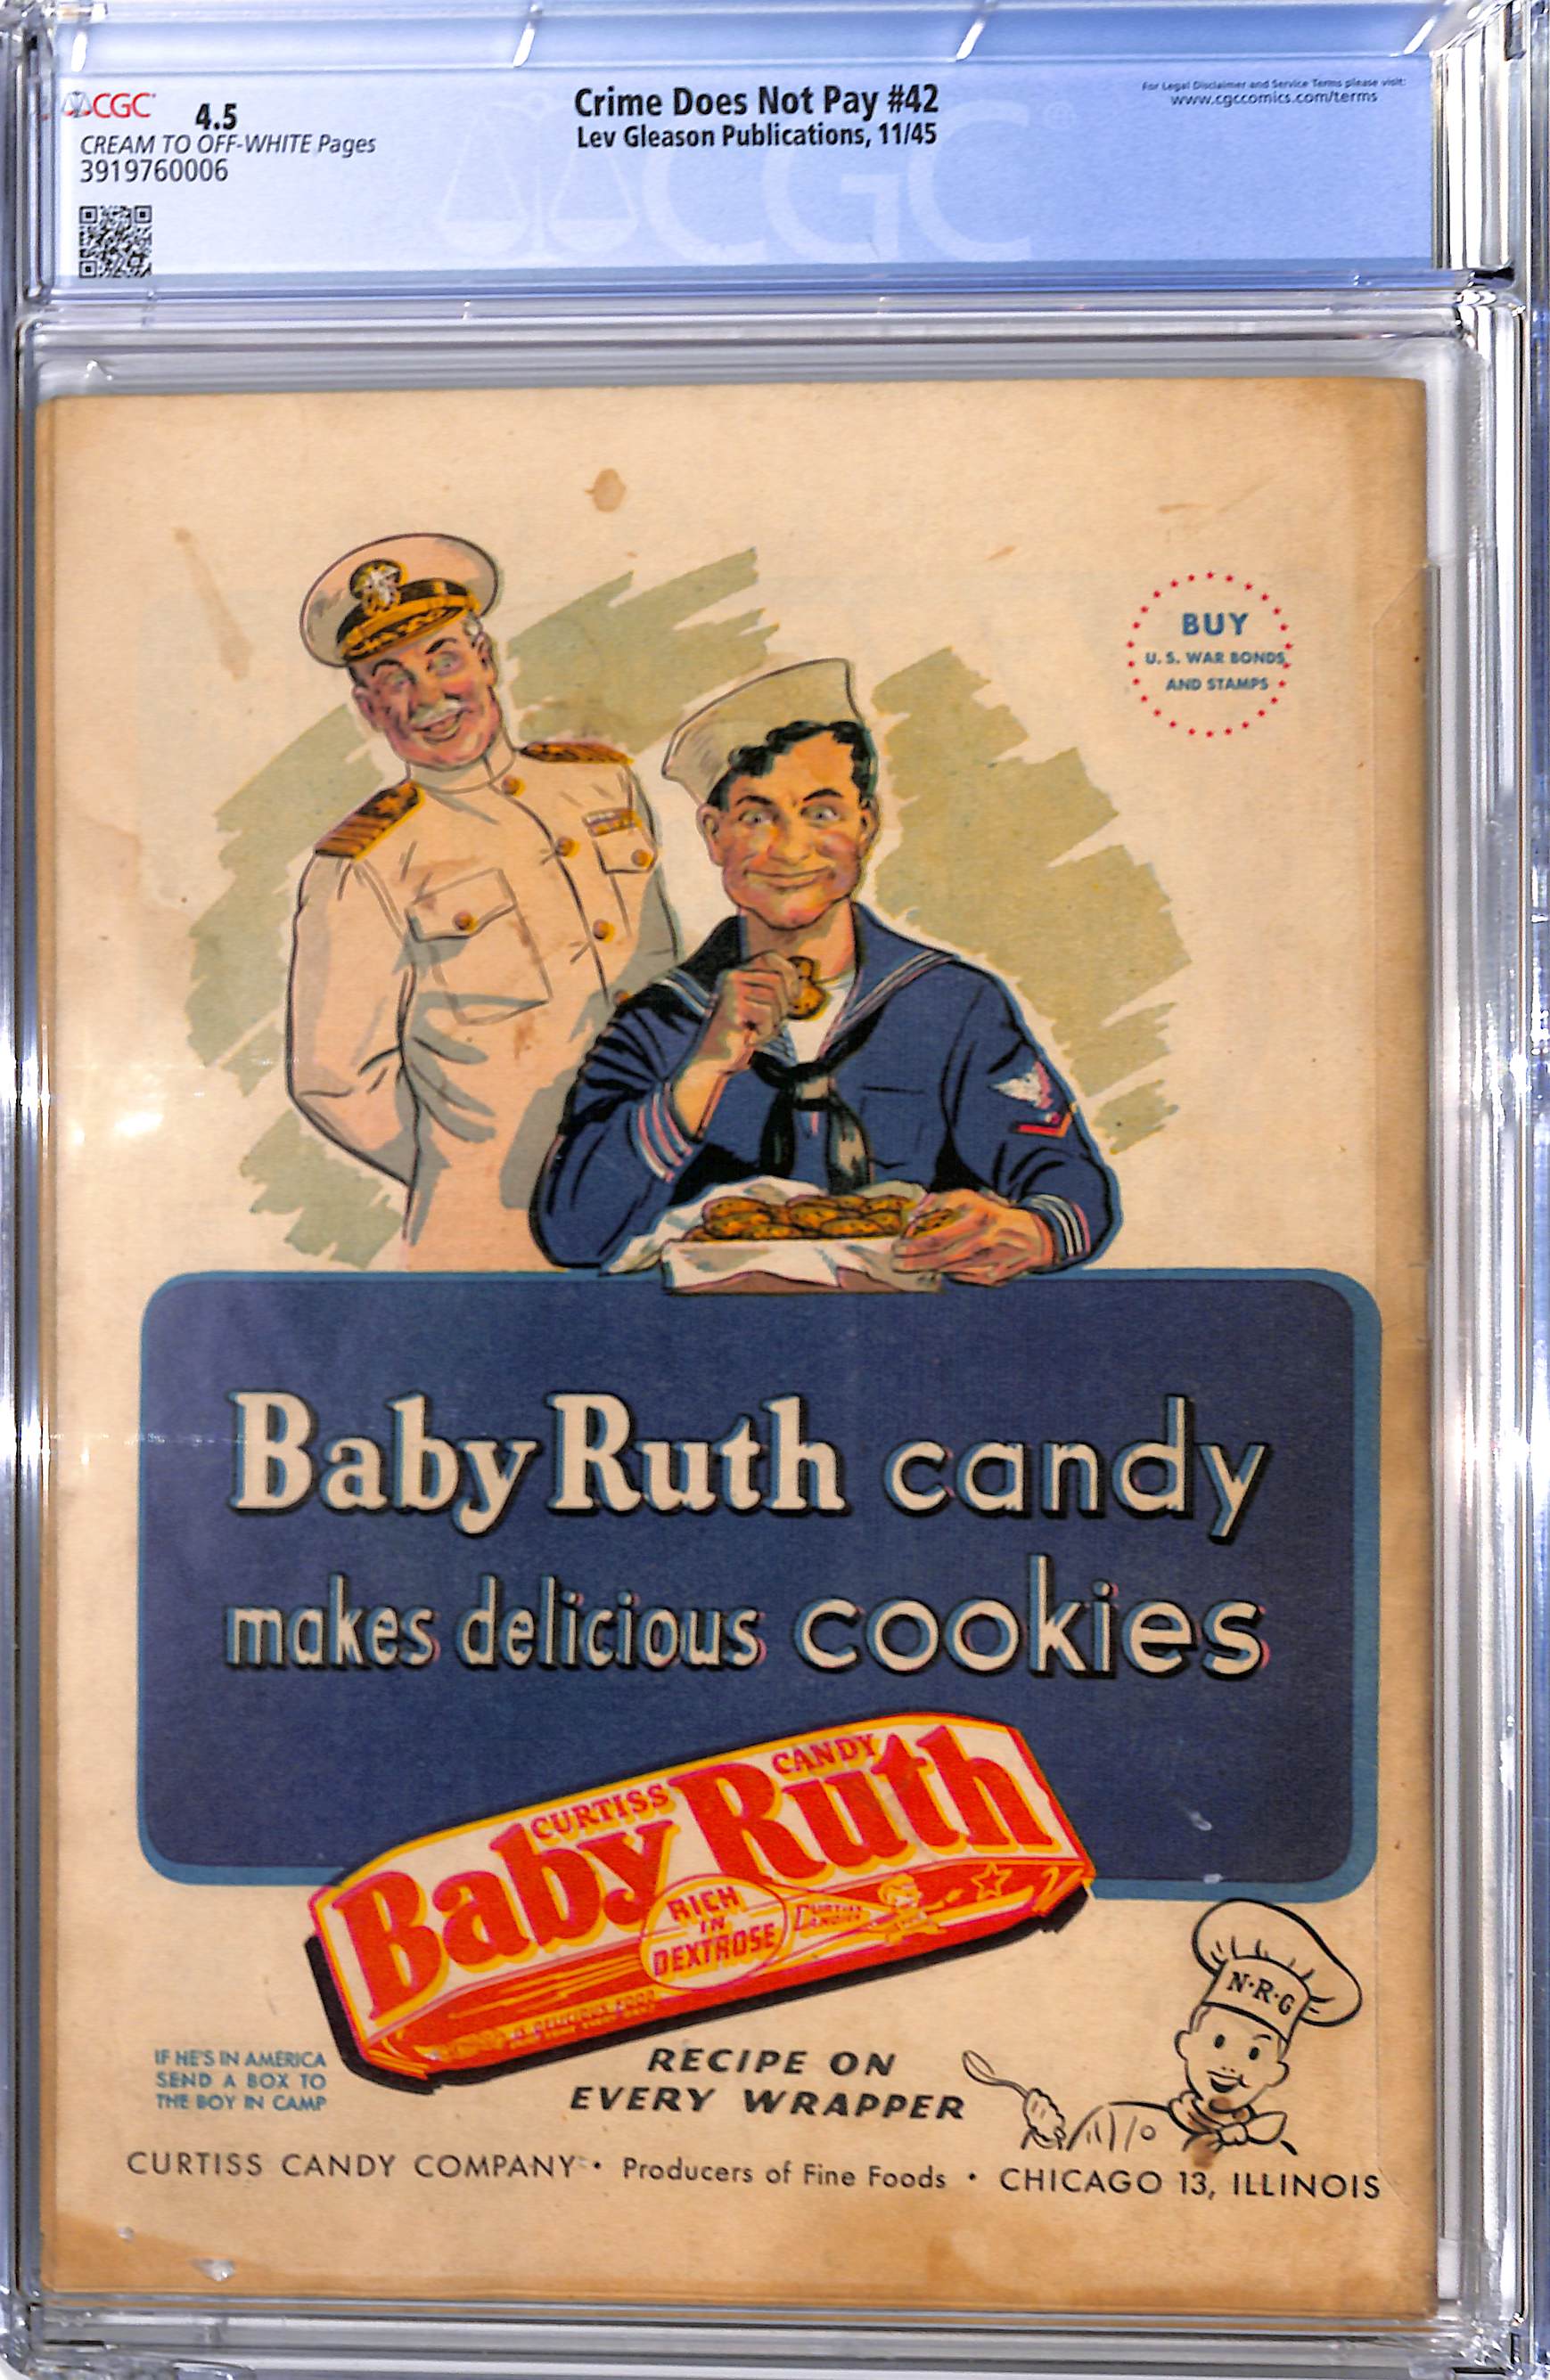 CGC
4.5
CREAM TO OFF-WHITE Pages
3919760006
Crime Does Not Pay #42
Lev Gleason Publications, 11/45
For Legal Disclaimer and Service Terms please visit:
www.cgccomics.com/terms
CGC
BUY
U. S. WAR BONDS
AND STAMPS
Baby Ruth candy
makes delicious cookies
CURTISS CANDY
Baby Ruth
RICH
IN
DEXTROSE
CURTISS
CANDIES
N·R·G
IF HE'S IN AMERICA
SEND A BOX TO
THE BOY IN CAMP
RECIPE ON
EVERY WRAPPER
CURTISS CANDY COMPANY • Producers of Fine Foods • CHICAGO 13, ILLINOIS